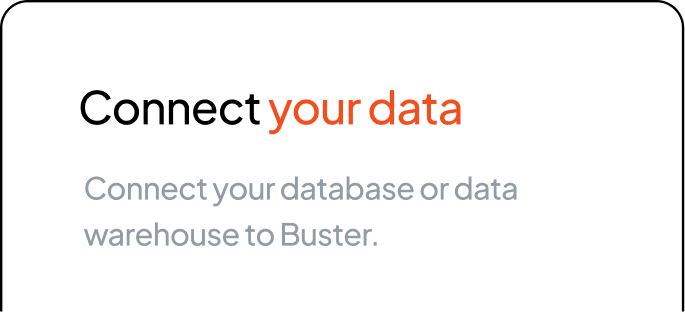 Connect your data
Connect your database or data
warehouse to Buster.